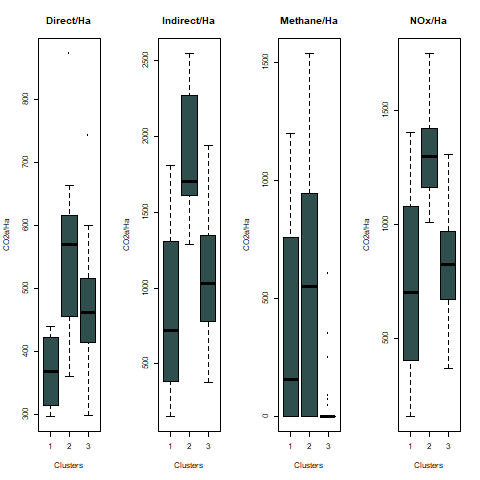 Direct/Ha
Indirect/Ha
Methane/Ha
NOx/Ha
CO2e/Ha
300
400
500
600
700
800
1
2
3
Clusters
CO2e/Ha
500
1000
1500
2000
2500
1
2
3
Clusters
CO2e/Ha
0
500
1000
1500
1
2
3
Clusters
CO2e/Ha
500
1000
1500
1
2
3
Clusters